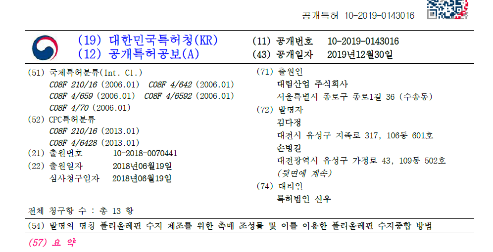 공개특허 10-2019-0143016
(19) 대한민국특허청(KR)
(12) 공개특허공보(A)
(11) 공개번호 10-2019-0143016
(43) 공개일자 2019년12월30일
(51) 국제특허분류(Int. Cl.)
C08F 210/16 (2006.01) C08F 4/642 (2006.01)
C08F 4/659 (2006.01) C08F 4/6592 (2006.01)
C08F 4/70 (2006.01)
(52) CPC특허분류
C08F 210/16 (2013.01)
C08F 4/6428 (2013.01)
(21) 출원번호 10-2018-0070441
(22) 출원일자 2018년06월19일
심사청구일자 2018년06월19일
(71) 출원인
대림산업 주식회사
서울특별시 종로구 종로1길 36 (수송동)
(72) 발명자
김다정
대전시 유성구 지족로 317, 106동 601호
손병길
대전광역시 유성구 가정로 43, 109동 502호
(뒷면에 계속)
(74) 대리인
특허법인 신우
전체 청구항 수 : 총 13 항
(54) 발명의 명칭 폴리올레핀 수지 제조를 위한 촉매 조성물 및 이를 이용한 폴리올레핀 수지중합 방법
(57) 요 약